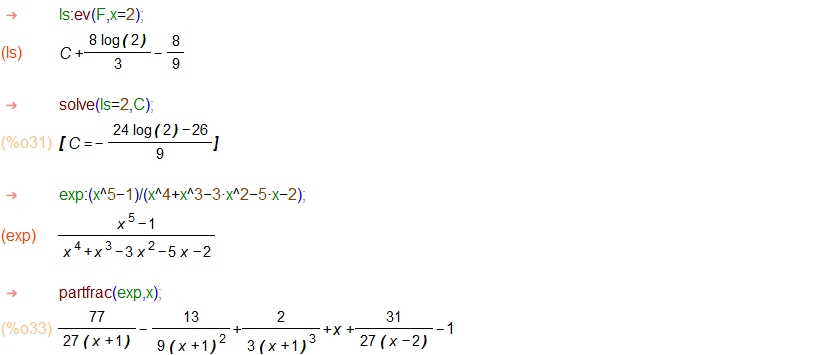 → ls:ev(F,x=2);
(ls) C + 8 log(2)/3 - 8/9
→ solve(ls=2,C);
(%o31) [ C = - (24 log(2) - 26)/9 ]
→ exp:(x^5-1)/(x^4+x^3-3·x^2-5·x-2);
(exp) (x^5 - 1)/(x^4 + x^3 - 3 x^2 - 5 x - 2)
→ partfrac(exp,x);
(%o33) 77/(27 (x+1)) - 13/(9 (x+1)^2) + 2/(3 (x+1)^3) + x + 31/(27 (x-2)) - 1